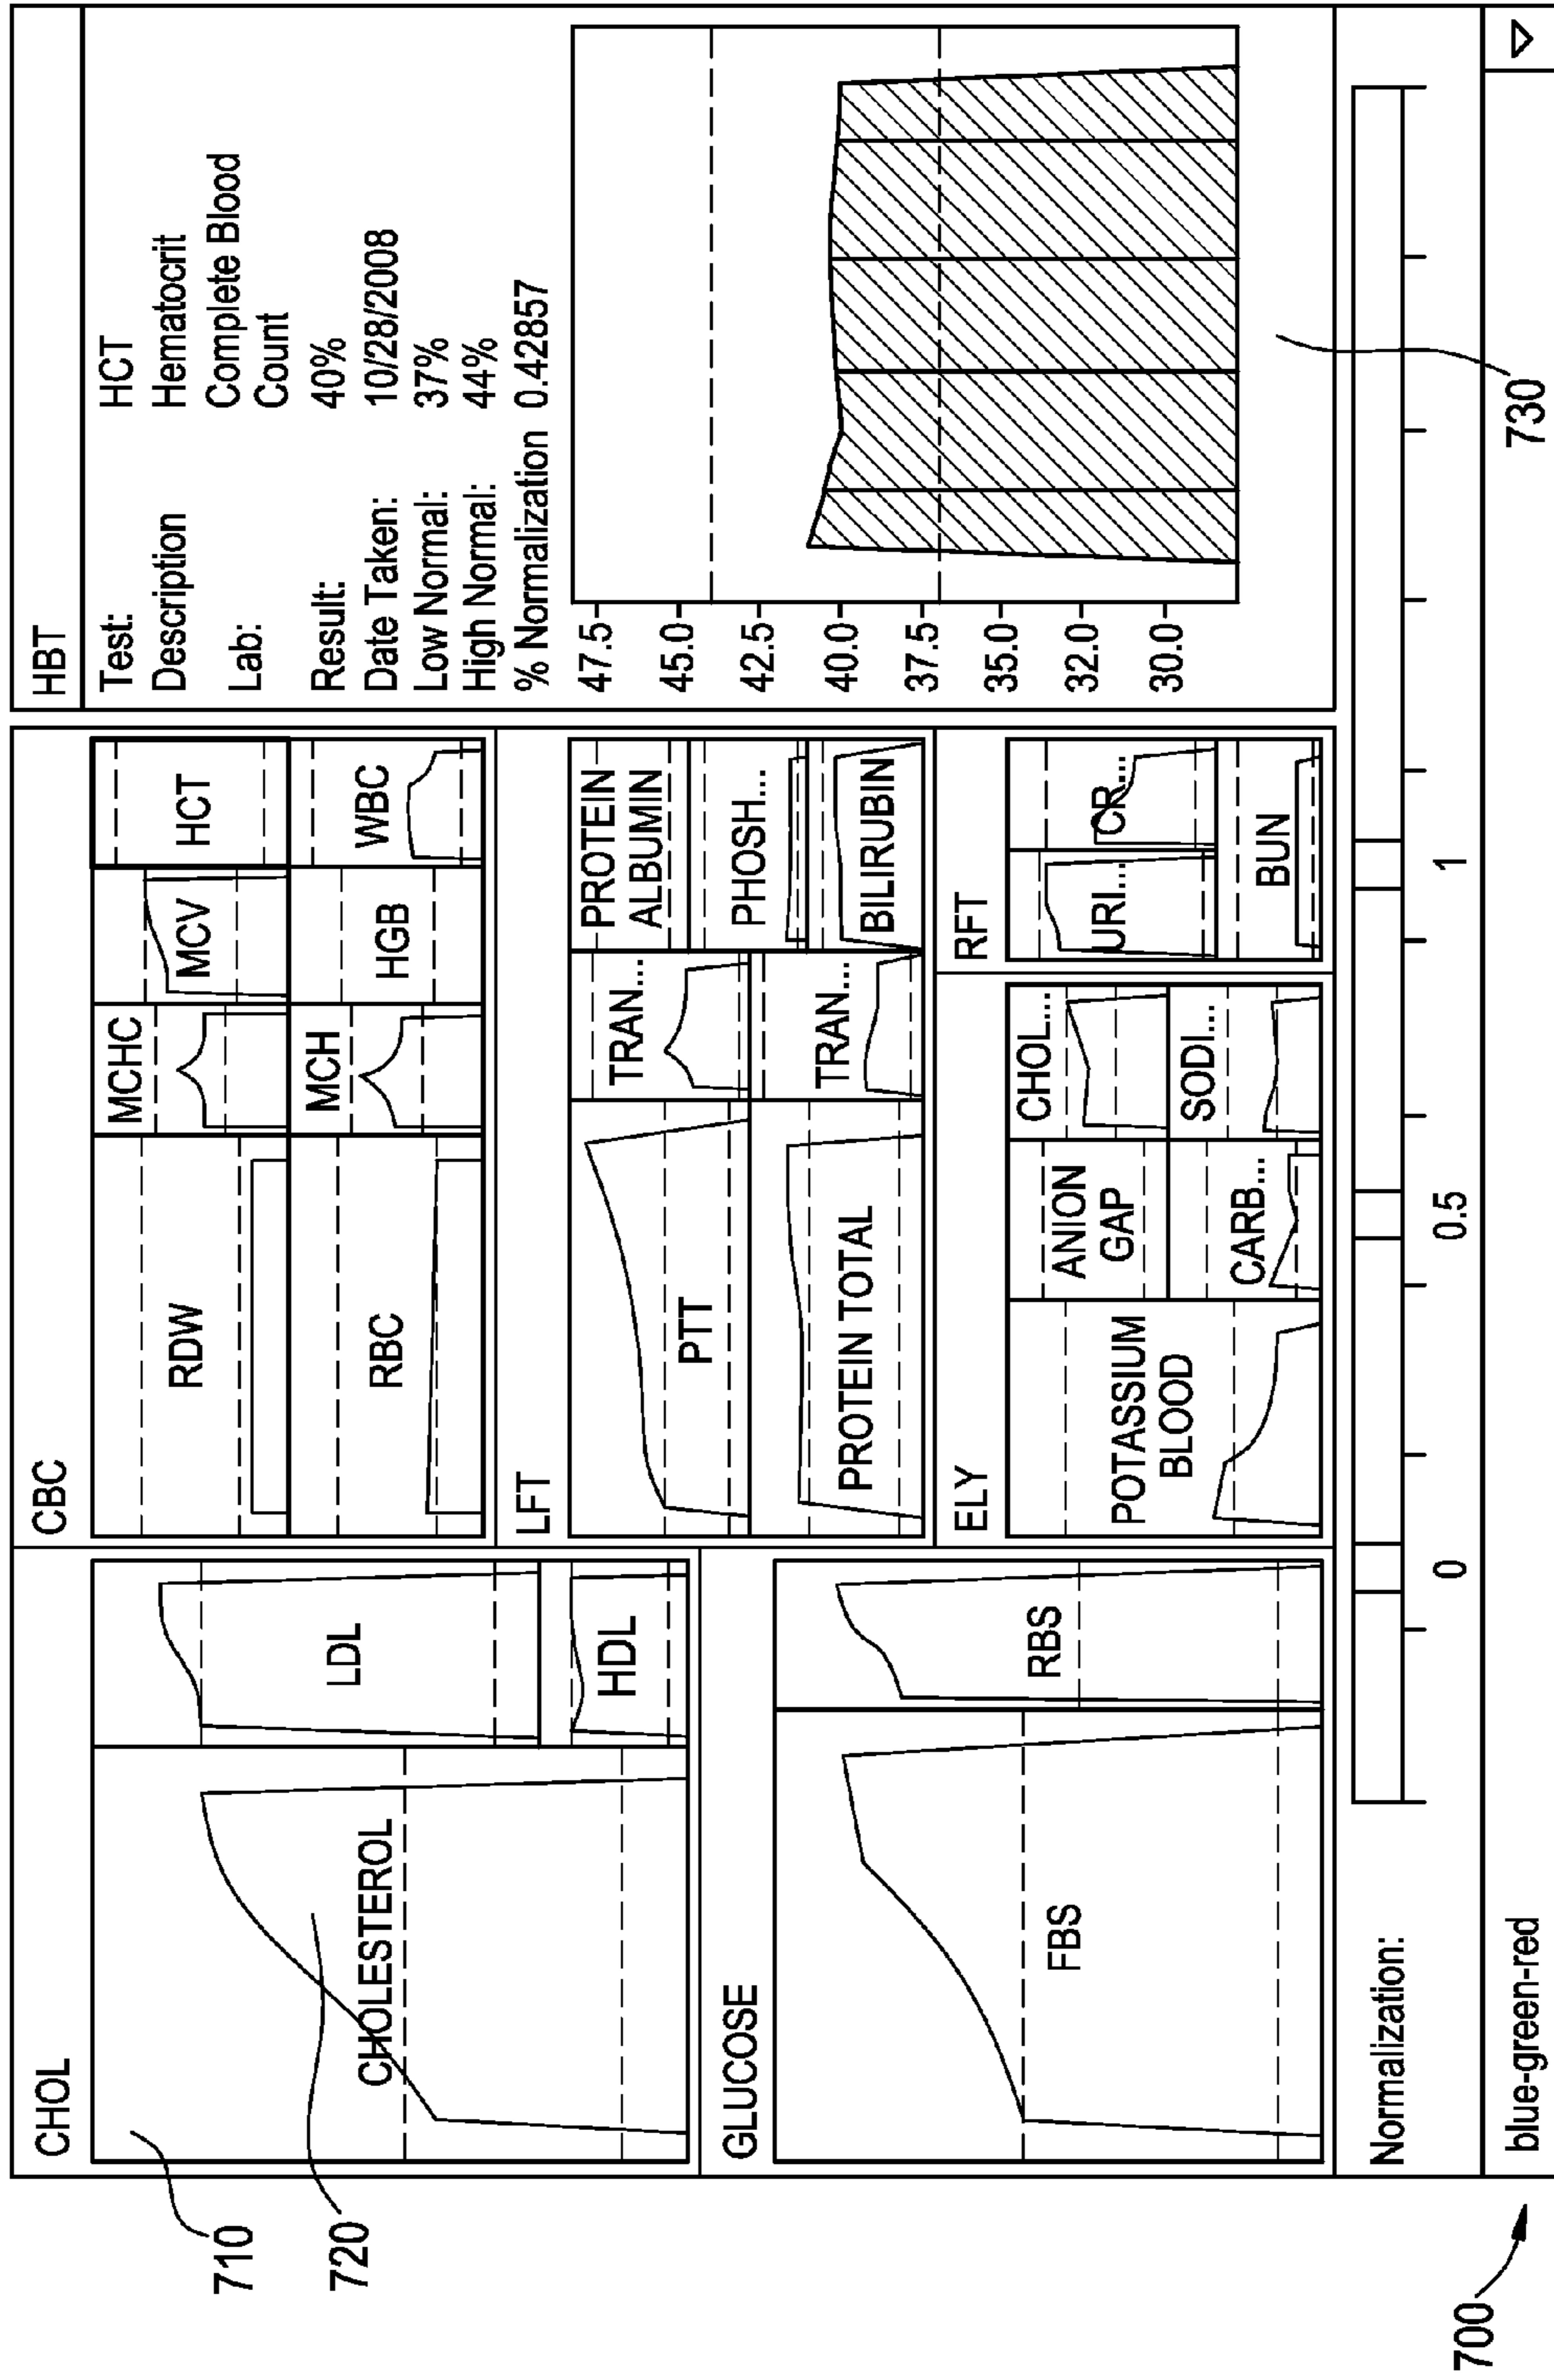 CHOL
CHOLESTEROL
LDL
HDL
GLUCOSE
FBS
RBS
CBC
RDW
MCHC
MCV
HCT
RBC
MCH
HGB
WBC
LFT
PTT
TRAN...
PROTEIN
ALBUMIN
PHOSH...
PROTEIN TOTAL
TRAN...
BILIRUBIN
ELY
POTASSIUM
BLOOD
ANION
GAP
CHOL...
CARB...
SODI...
RFT
URI...
CR...
BUN
HBT
Test: HCT
Description Hematocrit
Lab: Complete Blood
Count
Result: 40%
Date Taken: 10/28/2008
Low Normal: 37%
High Normal: 44%
% Normalization 0.42857
47.5
45.0
42.5
40.0
37.5
35.0
32.0
30.0
Normalization:
0 0.5 1
blue-green-red
710
720
730
700